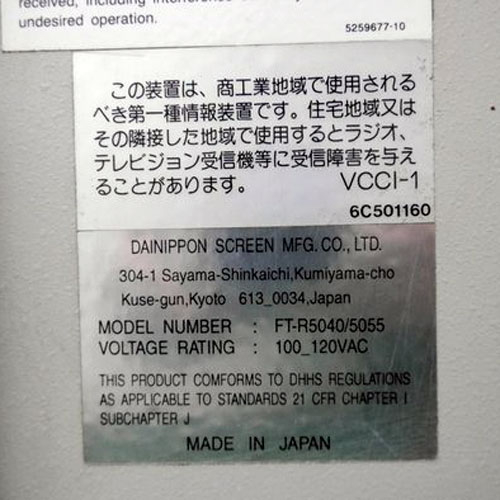 received, including
undesired operation.
5259677-10
この装置は、商工業地域で使用される
べき第一種情報装置です。住宅地域又は
その隣接した地域で使用するとラジオ、
テレビジョン受信機等に受信障害を与え
ることがあります。 VCCI-1
6C501160
DAINIPPON SCREEN MFG. CO., LTD.
304-1 Sayama-Shinkaichi,Kumiyama-cho
Kuse-gun,Kyoto 613_0034,Japan
MODEL NUMBER : FT-R5040/5055
VOLTAGE RATING : 100_120VAC
THIS PRODUCT COMFORMS TO DHHS REGULATIONS
AS APPLICABLE TO STANDARDS 21 CFR CHAPTER I
SUBCHAPTER J
MADE IN JAPAN